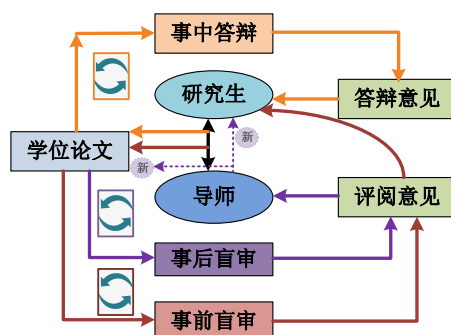 事中答辩
研究生
答辩意见
学位论文
新
新
导师
评阅意见
事后盲审
事前盲审